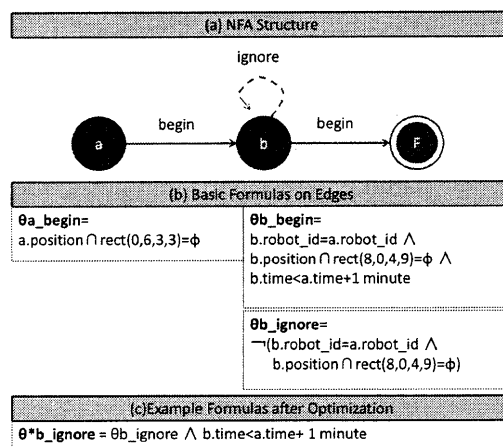 (a) NFA Structure
ignore
begin
begin
a
b
F
(b) Basic Formulas on Edges
θa_begin=
a.position∩rect(0,6,3,3)=ϕ
θb_begin=
b.robot_id=a.robot_id ∧
b.position∩rect(8,0,4,9)=ϕ ∧
b.time<a.time+1 minute
θb_ignore=
¬(b.robot_id=a.robot_id ∧
b.position∩rect(8,0,4,9)=ϕ)
(c)Example Formulas after Optimization
θ*b_ignore = θb_ignore ∧ b.time<a.time+ 1 minute